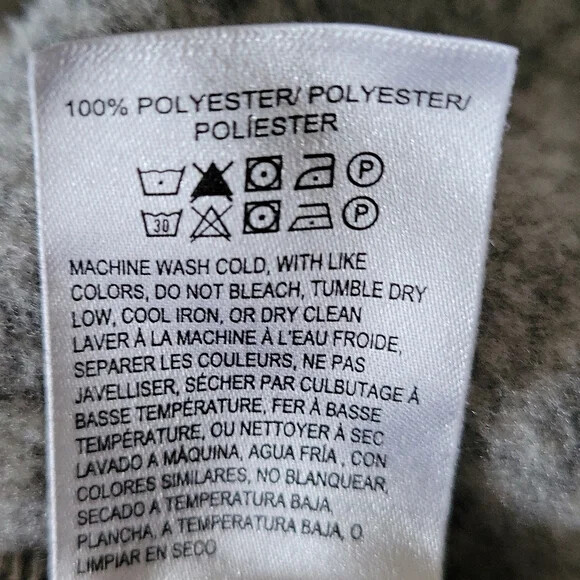 100% POLYESTER/ POLYESTER/
POLÍESTER
P
30 P
MACHINE WASH COLD, WITH LIKE
COLORS, DO NOT BLEACH, TUMBLE DRY
LOW, COOL IRON, OR DRY CLEAN
LAVER À LA MACHINE À L'EAU FROIDE,
SEPARER LES COULEURS, NE PAS
JAVELLISER, SÉCHER PAR CULBUTAGE À
BASSE TEMPÉRATURE, FER À BASSE
TEMPÉRATURE, OU NETTOYER À SEC
LAVADO A MÁQUINA, AGUA FRÍA , CON
COLORES SIMILARES, NO BLANQUEAR,
SECADO A TEMPERATURA BAJA,
PLANCHA, A TEMPERATURA BAJA, O
LIMPIAR EN SECO